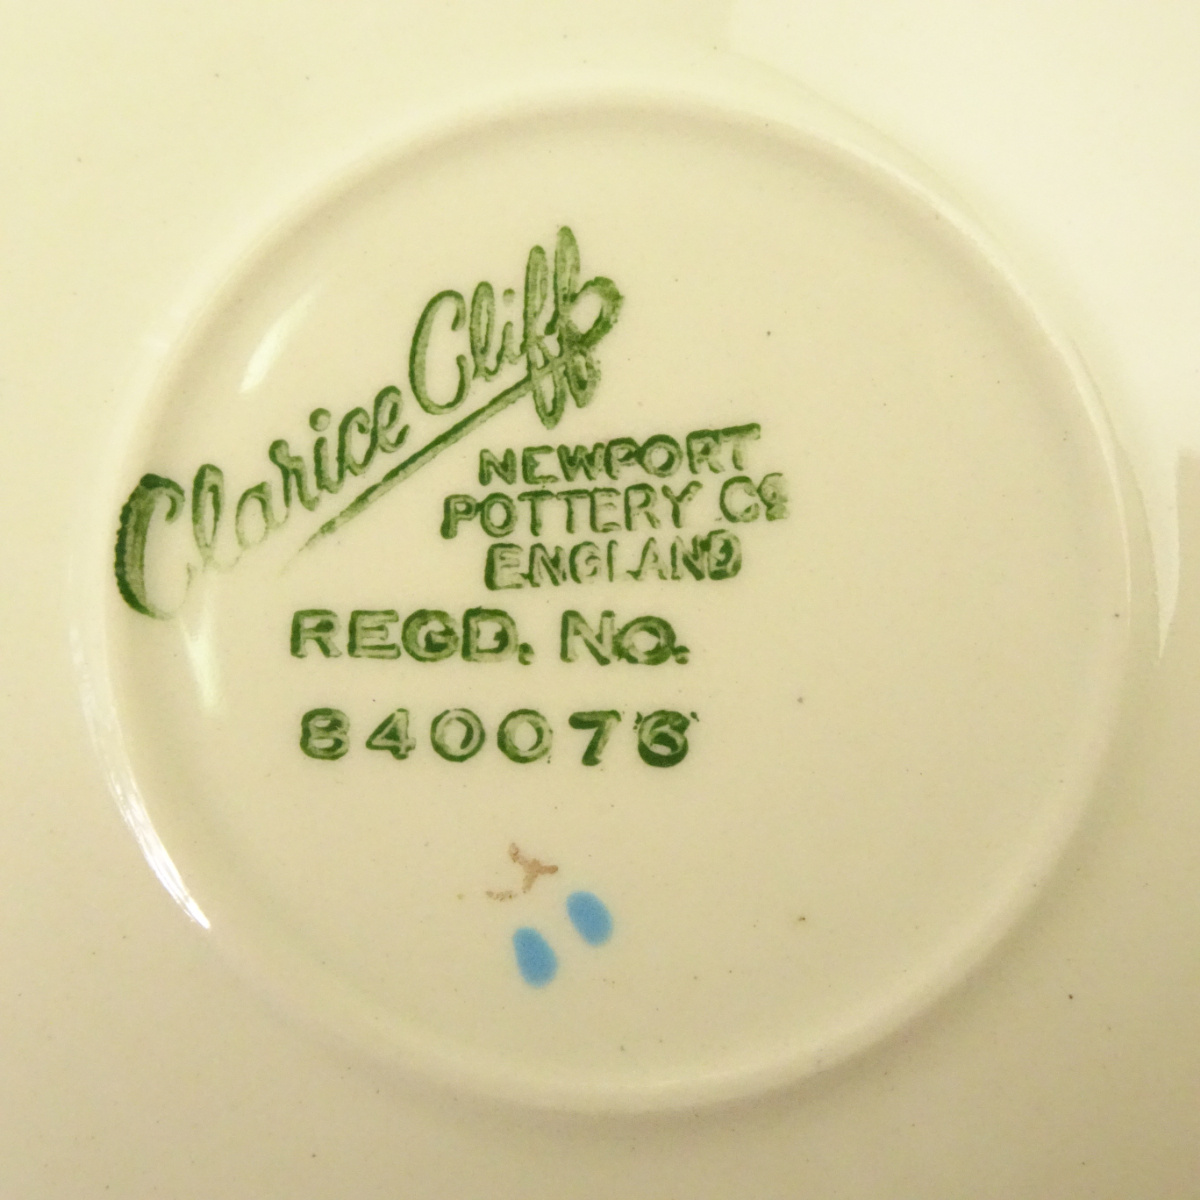 Clarice Cliff
NEWPORT
POTTERY Co
ENGLAND
REGD. NO.
840076